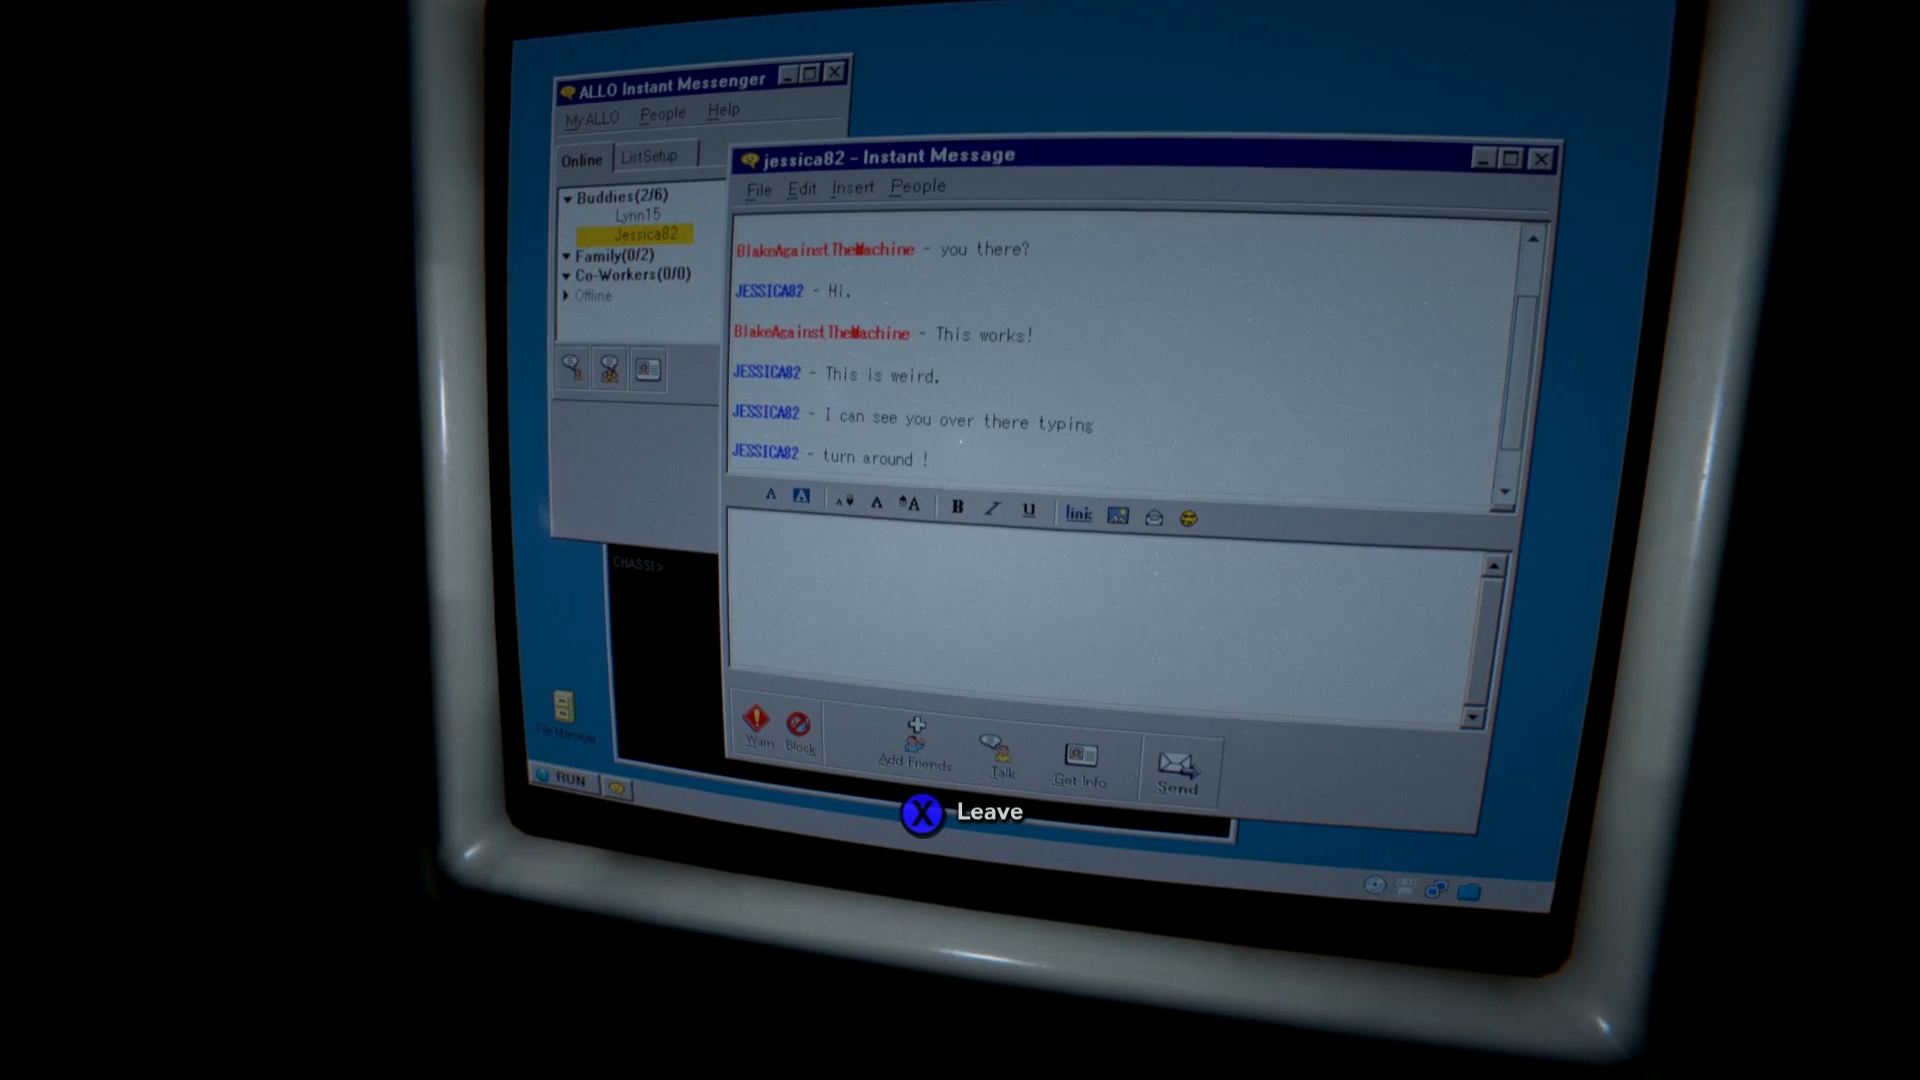 ALLO Instant Messenger
My ALLO People Help
Online ListSetup
Buddies(2/6)
Lynn15
Jessica82
Family(0/2)
Co-Workers(0/0)
Offline
jessica82 - Instant Message
File Edit Insert People
BlakeAgainstTheMachine - you there?
JESSICA82 - Hi.
BlakeAgainstTheMachine - This works!
JESSICA82 - This is weird.
JESSICA82 - I can see you over there typing
JESSICA82 - turn around !
A A A A A B I U link
CHASSI>
File Manager
Warn Block Add Friends Talk Get Info Send
RUN
X Leave